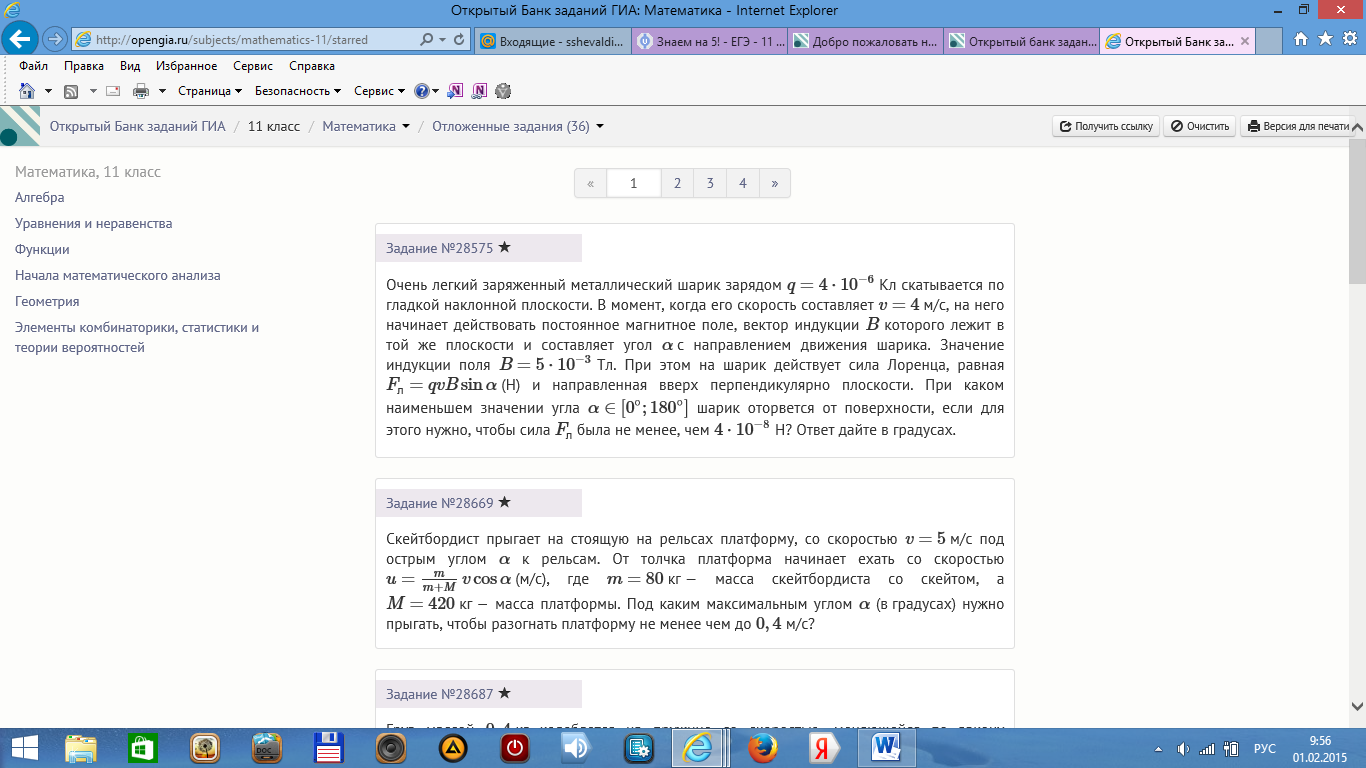 Открытый Банк заданий ГИА: Математика - Internet Explorer
http://opengia.ru/subjects/mathematics-11/starred
Входящие - sshevaldi...
Знаем на 5! - ЕГЭ - 11 ...
Добро пожаловать н...
Открытый банк задан...
Открытый Банк за...
Файл Правка Вид Избранное Сервис Справка
Страница Безопасность Сервис
Открытый Банк заданий ГИА / 11 класс / Математика / Отложенные задания (36)
Получить ссылку Очистить Версия для печати
Математика, 11 класс
Алгебра
Уравнения и неравенства
Функции
Начала математического анализа
Геометрия
Элементы комбинаторики, статистики и
теории вероятностей
« 1 2 3 4 »
Задание №28575 ★
Очень легкий заряженный металлический шарик зарядом q = 4 · 10⁻⁶ Кл скатывается по
гладкой наклонной плоскости. В момент, когда его скорость составляет v = 4 м/с, на него
начинает действовать постоянное магнитное поле, вектор индукции B которого лежит в
той же плоскости и составляет угол α с направлением движения шарика. Значение
индукции поля B = 5 · 10⁻³ Тл. При этом на шарик действует сила Лоренца, равная
Fл = qvB sin α (Н) и направленная вверх перпендикулярно плоскости. При каком
наименьшем значении угла α ∈ [0°; 180°] шарик оторвется от поверхности, если для
этого нужно, чтобы сила Fл была не менее, чем 4 · 10⁻⁸ Н? Ответ дайте в градусах.
Задание №28669 ★
Скейтбордист прыгает на стоящую на рельсах платформу, со скоростью v = 5 м/с под
острым углом α к рельсам. От толчка платформа начинает ехать со скоростью
u = m/(m+M) v cos α (м/с), где m = 80 кг – масса скейтбордиста со скейтом, а
M = 420 кг – масса платформы. Под каким максимальным углом α (в градусах) нужно
прыгать, чтобы разогнать платформу не менее чем до 0,4 м/с?
Задание №28687 ★
РУС
9:56
01.02.2015